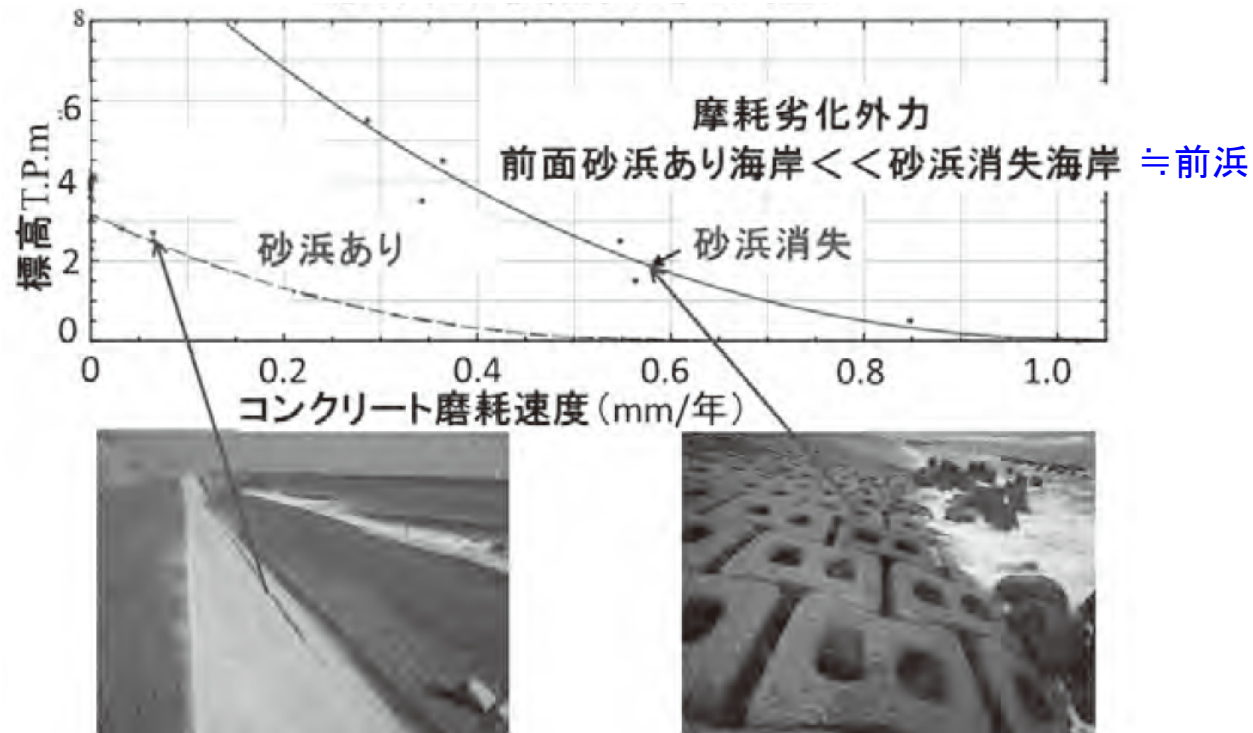 8
6
4
2
0
標高T.P.m
摩耗劣化外力
前面砂浜あり海岸<<砂浜消失海岸 ≒前浜
砂浜あり
砂浜消失
0 0.2 0.4 0.6 0.8 1.0
コンクリート磨耗速度(mm/年)